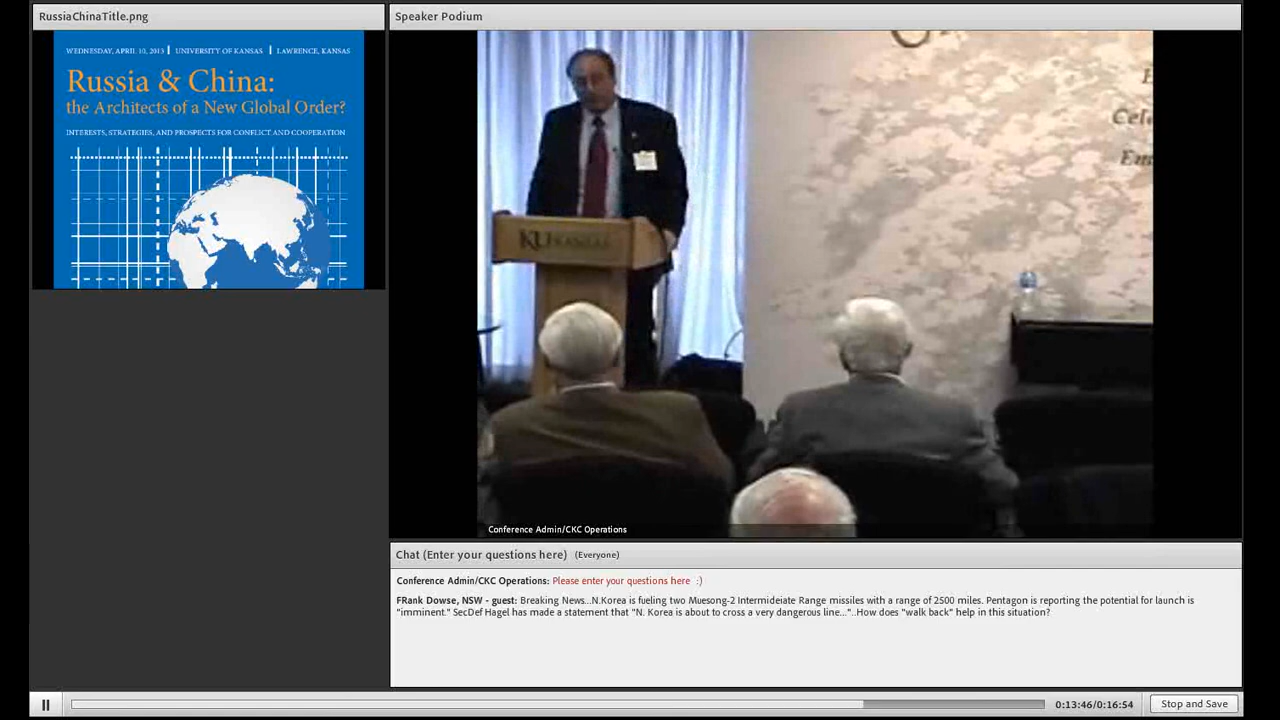 RussiaChinaTitle.png
WEDNESDAY, APRIL 10, 2013 | UNIVERSITY OF KANSAS | LAWRENCE, KANSAS
Russia & China:
the Architects of a New Global Order?
INTERESTS, STRATEGIES, AND PROSPECTS FOR CONFLICT AND COOPERATION
Speaker Podium
KU KANSAS
Conference Admin/CKC Operations
Chat (Enter your questions here) (Everyone)
Conference Admin/CKC Operations: Please enter your questions here :)
FRank Dowse, NSW - guest: Breaking News...N.Korea is fueling two Muesong-2 Intermideiate Range missiles with a range of 2500 miles. Pentagon is reporting the potential for launch is
"imminent." SecDef Hagel has made a statement that "N. Korea is about to cross a very dangerous line..."..How does "walk back" help in this situation?
0:13:46/0:16:54
Stop and Save